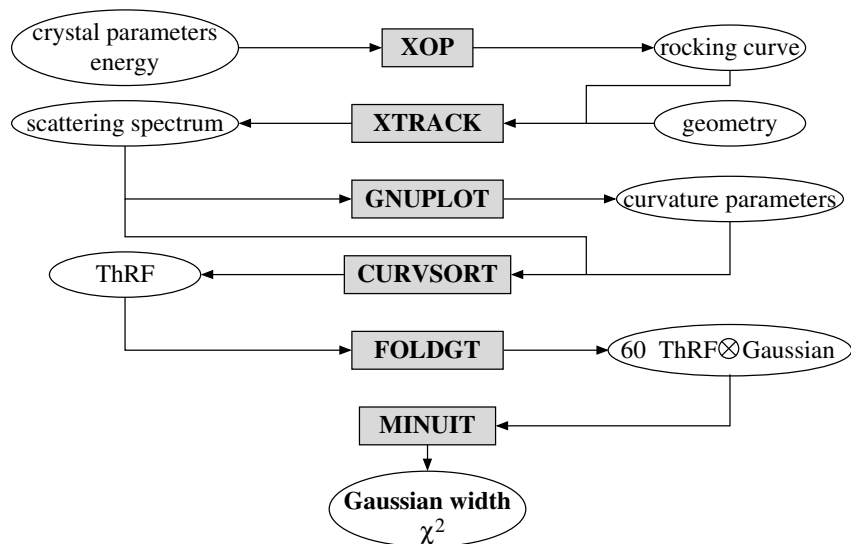 crystal parameters
energy
XOP
rocking curve
scattering spectrum
XTRACK
geometry
GNUPLOT
curvature parameters
ThRF
CURVSORT
FOLDGT
60 ThRF⊗Gaussian
MINUIT
Gaussian width
χ²